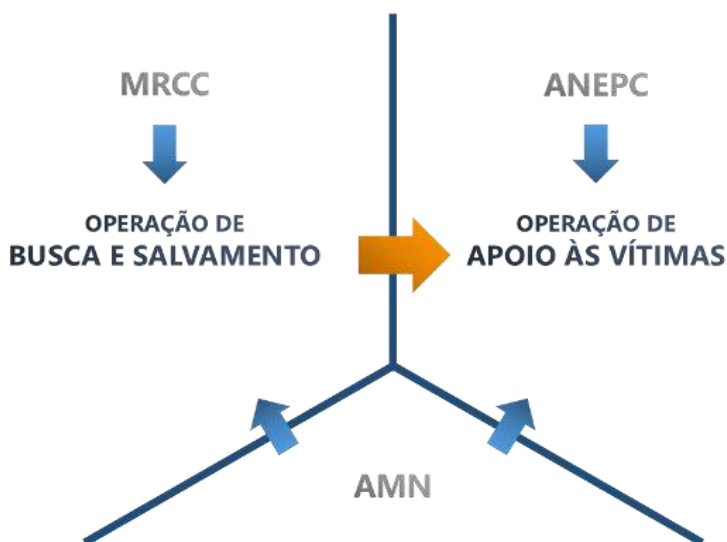 MRCC
OPERAÇÃO DE
BUSCA E SALVAMENTO
ANEPC
OPERAÇÃO DE
APOIO ÀS VÍTIMAS
AMN